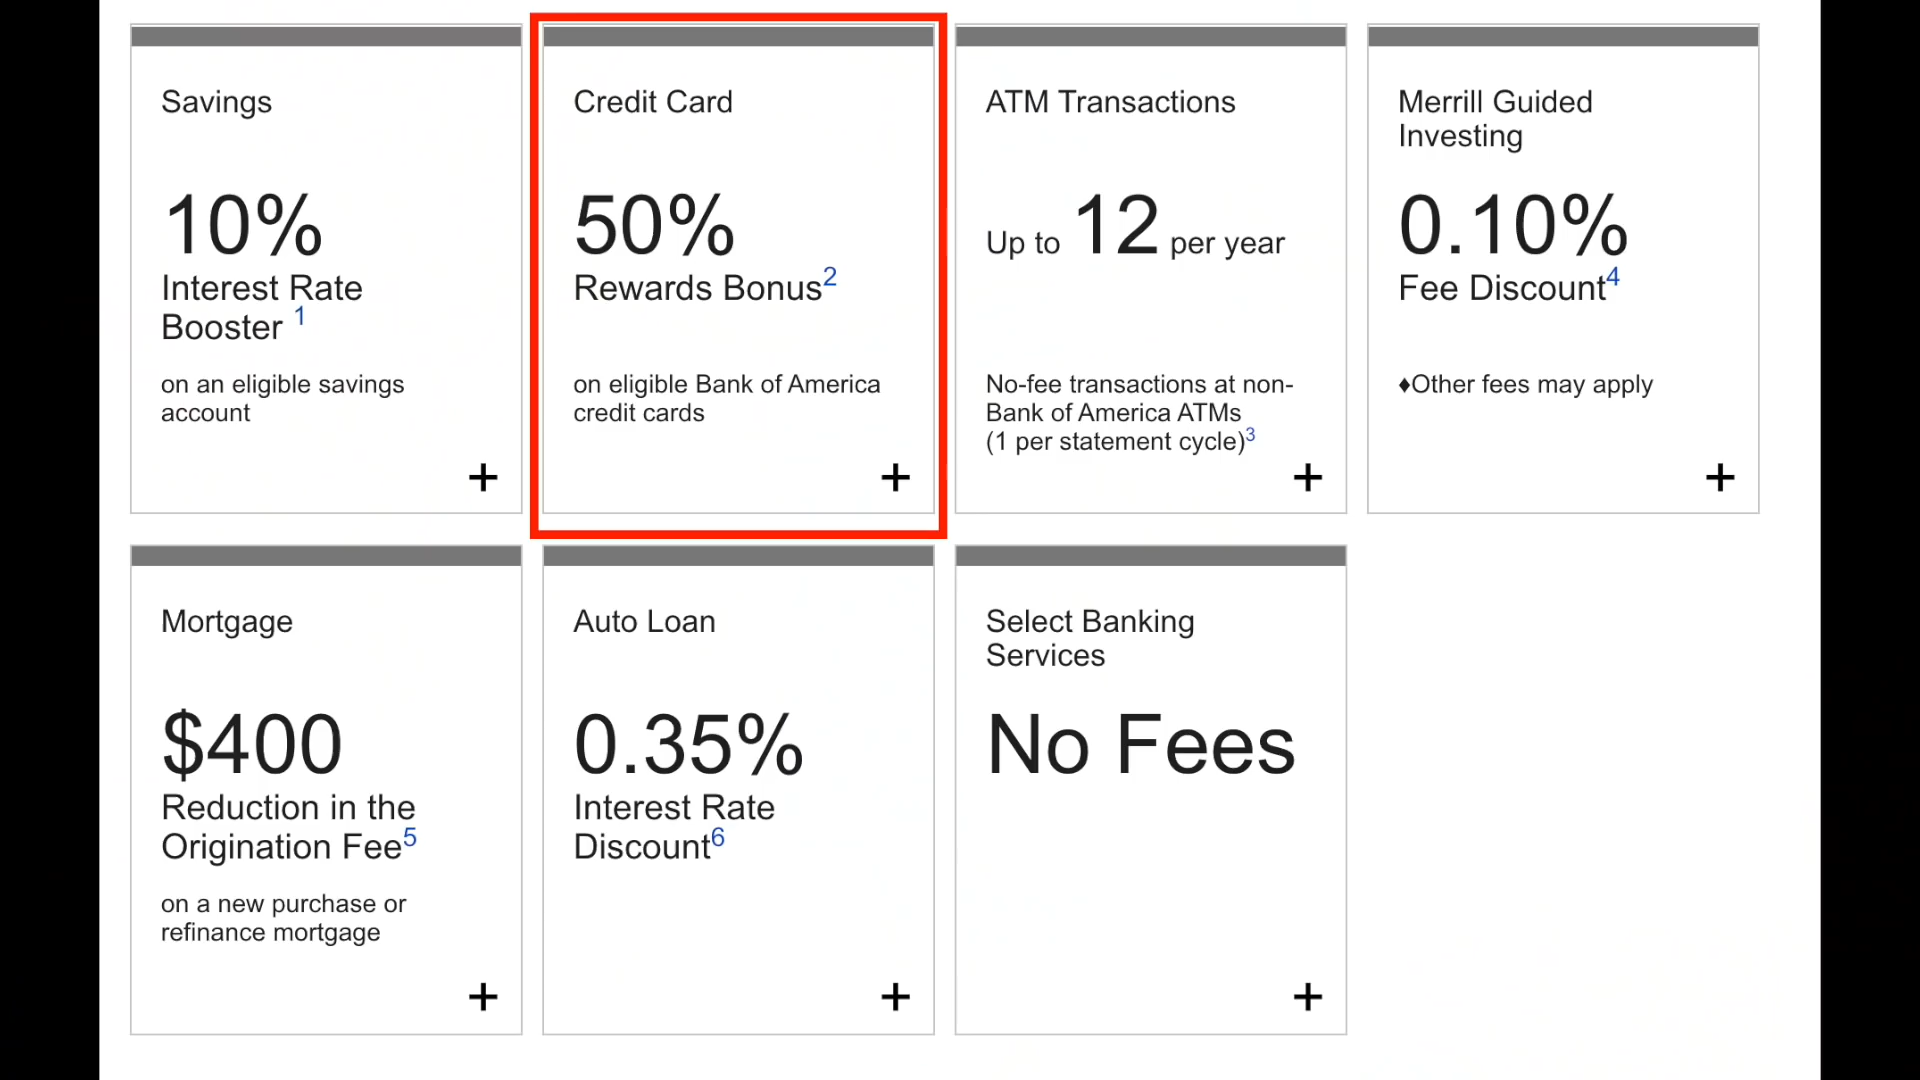 Savings
10%
Interest Rate
Booster 1
on an eligible savings
account
+
Credit Card
50%
Rewards Bonus2
on eligible Bank of America
credit cards
+
ATM Transactions
Up to 12 per year
No-fee transactions at non-
Bank of America ATMs
(1 per statement cycle)3
+
Merrill Guided
Investing
0.10%
Fee Discount4
♦Other fees may apply
+
Mortgage
$400
Reduction in the
Origination Fee5
on a new purchase or
refinance mortgage
+
Auto Loan
0.35%
Interest Rate
Discount6
+
Select Banking
Services
No Fees
+